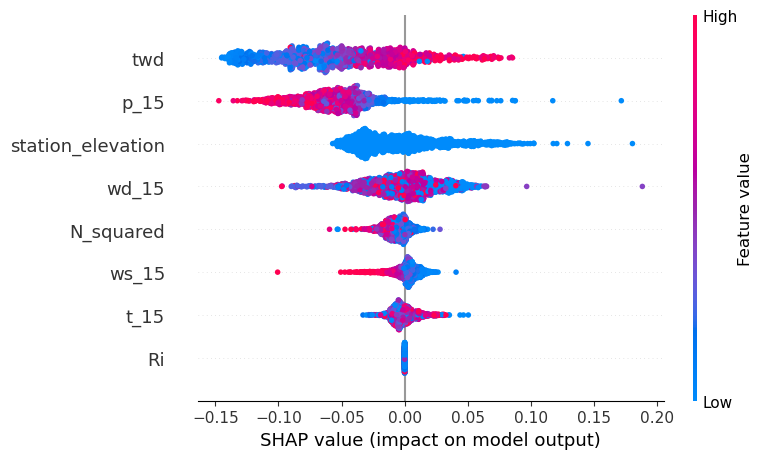 High
twd
p_15
station_elevation
wd_15
N_squared
ws_15
t_15
Ri
Feature value
Low
−0.15 −0.10 −0.05 0.00 0.05 0.10 0.15 0.20
SHAP value (impact on model output)